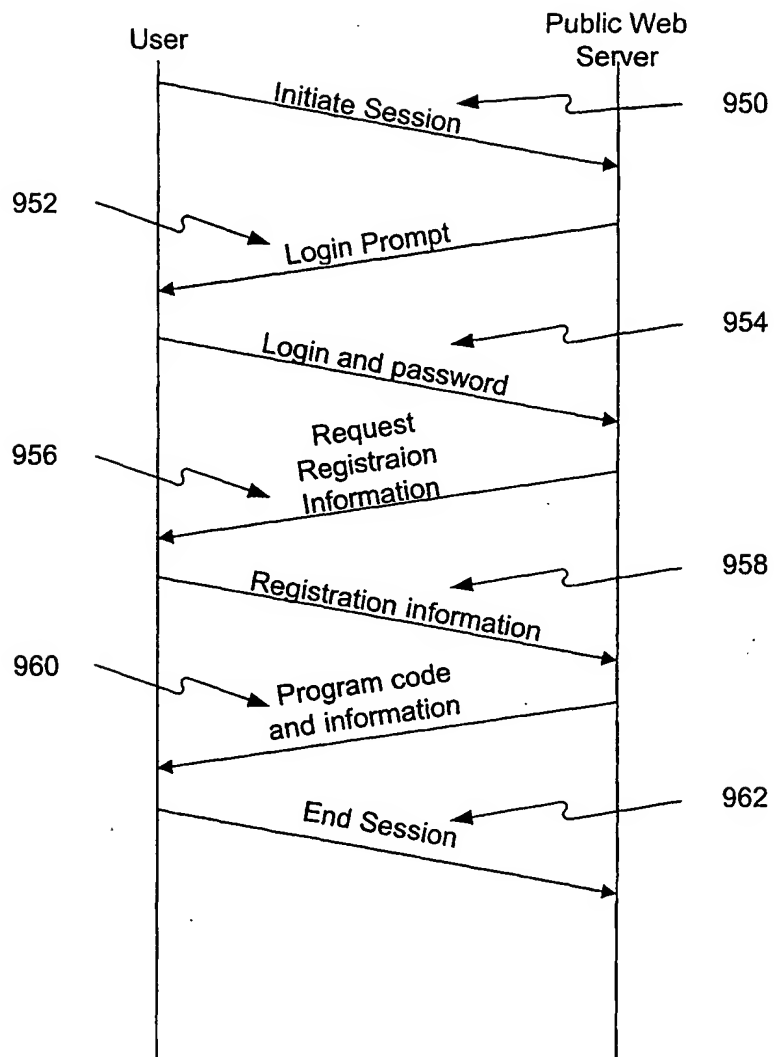 User
Public Web
Server
Initiate Session
950
952
Login Prompt
954
Login and password
956
Request
Registraion
Information
958
Registration information
960
Program code
and information
962
End Session